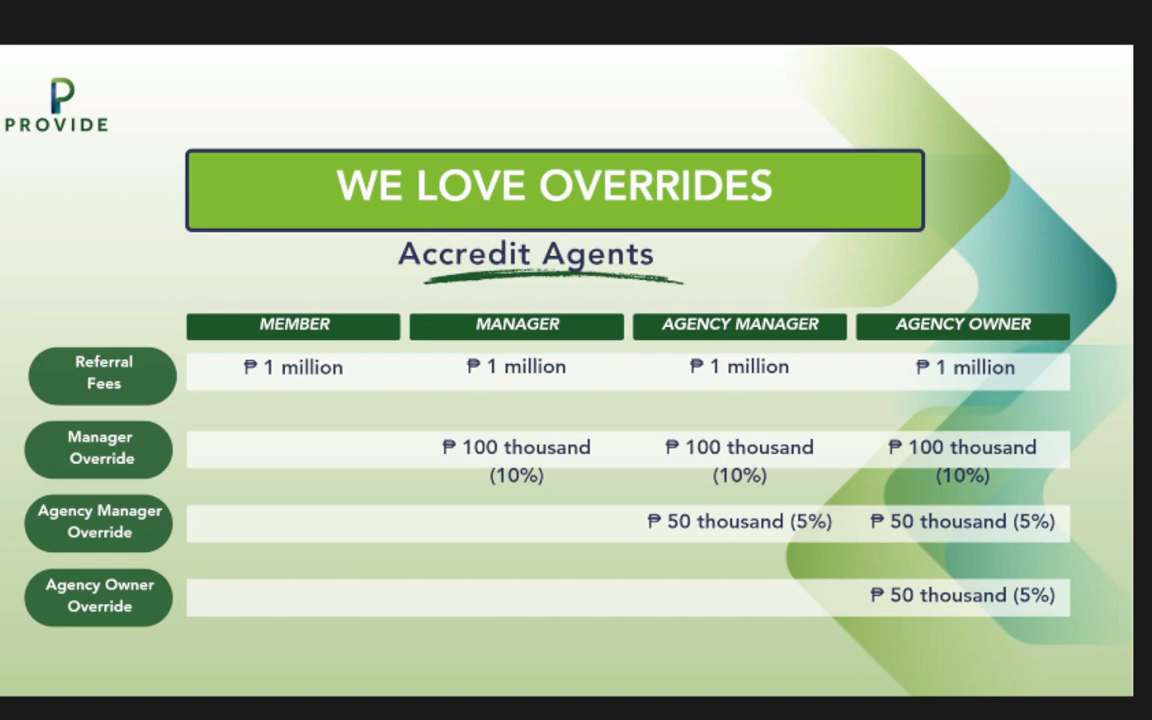 PROVIDE
WE LOVE OVERRIDES
Accredit Agents
MEMBER MANAGER AGENCY MANAGER AGENCY OWNER
Referral
Fees
₱ 1 million ₱ 1 million ₱ 1 million ₱ 1 million
Manager
Override
₱ 100 thousand ₱ 100 thousand ₱ 100 thousand
(10%) (10%) (10%)
Agency Manager
Override
₱ 50 thousand (5%) ₱ 50 thousand (5%)
Agency Owner
Override
₱ 50 thousand (5%)